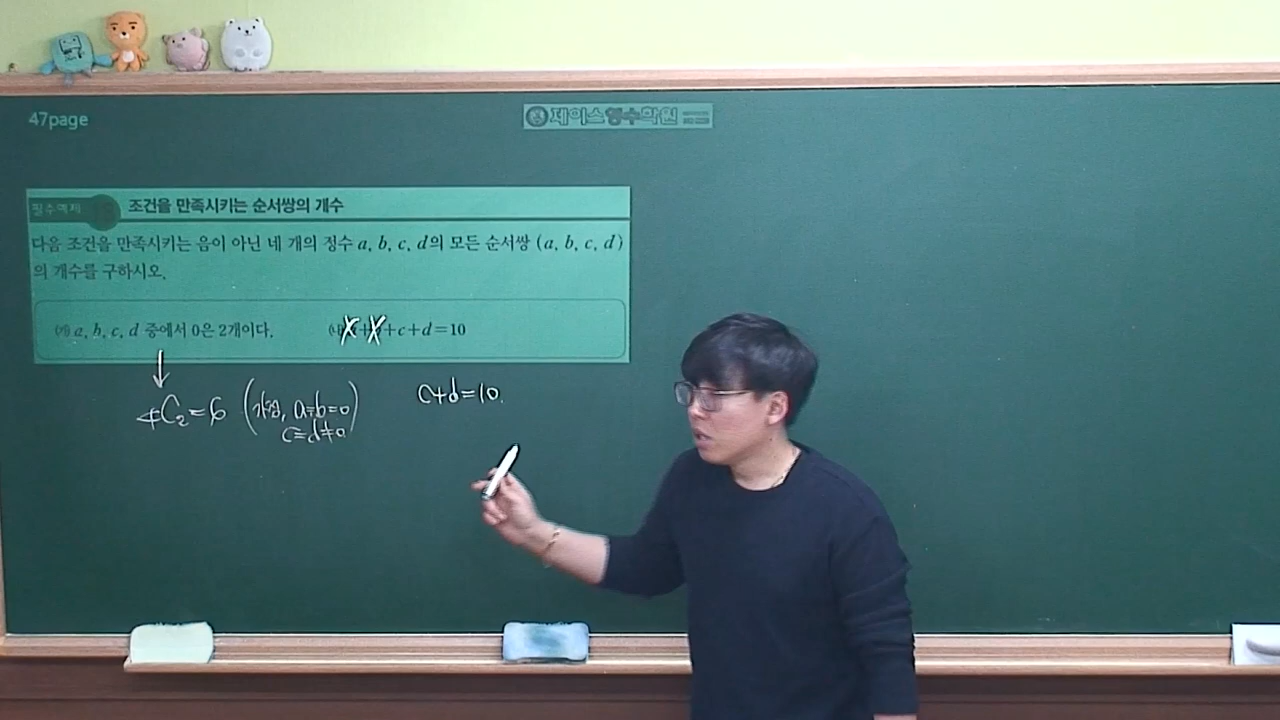 47page
제이스영수학원
필수예제
조건을 만족시키는 순서쌍의 개수
다음 조건을 만족시키는 음이 아닌 네 개의 정수 a, b, c, d의 모든 순서쌍 (a, b, c, d)
의 개수를 구하시오.
(가) a, b, c, d 중에서 0은 2개이다.
+c+d=10
₄C₂=6 (가정, a=b=0
c=d≠0)
c+d=10.